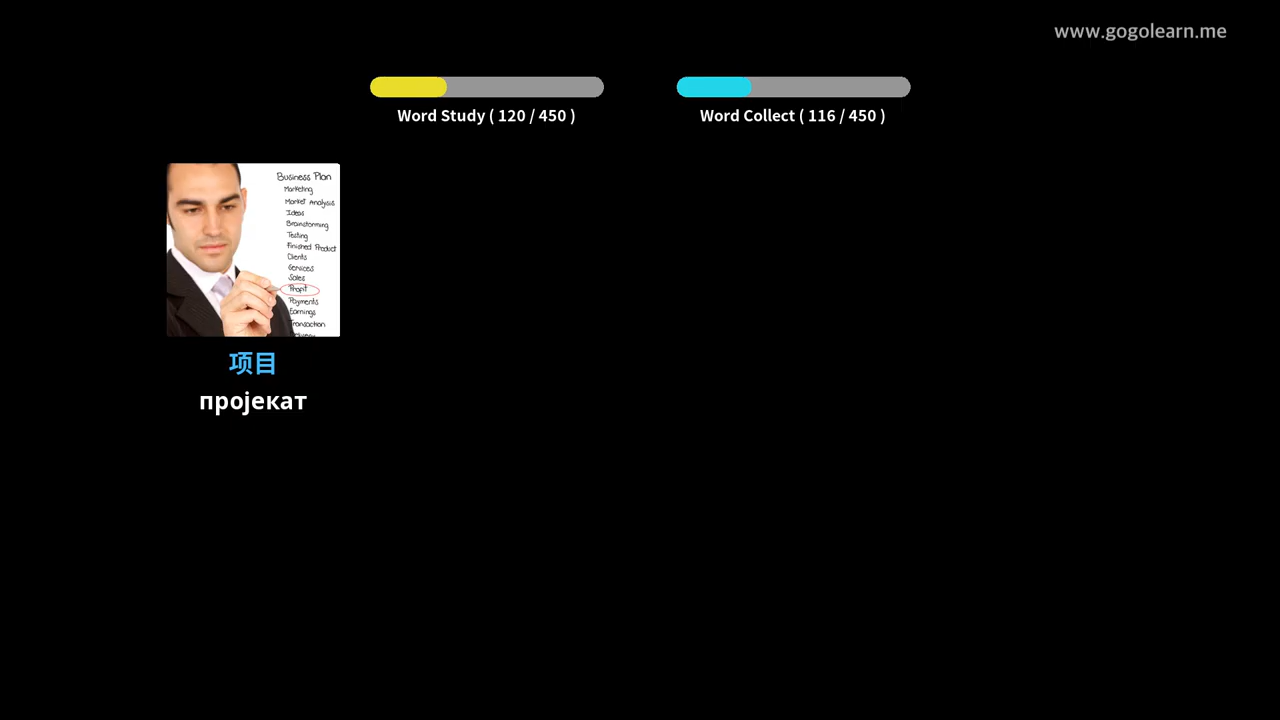 www.gogolearn.me
Word Study ( 120 / 450 )
Word Collect ( 116 / 450 )
Business Plan
Marketing
Market Analysis
Ideas
Brainstorming
Testing
Finished Product
Clients
Services
Sales
Profit
Payments
Earnings
Transaction
项目
пројекат